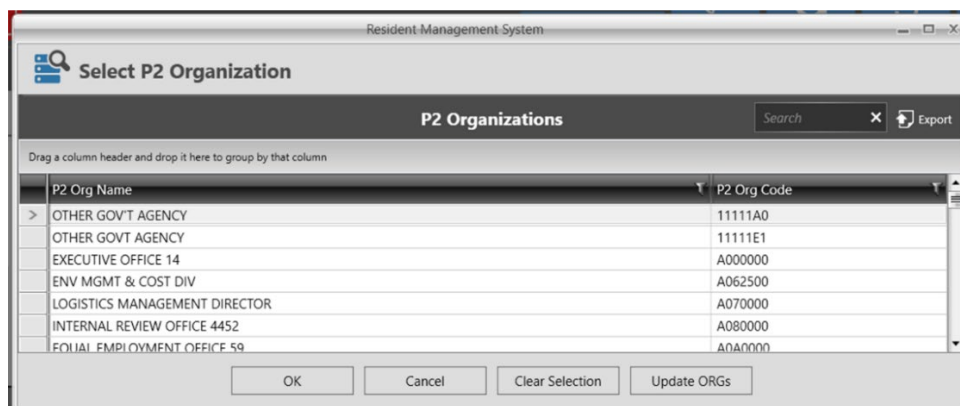 Resident Management System
Select P2 Organization
P2 Organizations
Search
Export
Drag a column header and drop it here to group by that column
P2 Org Name P2 Org Code
OTHER GOV'T AGENCY 11111A0
OTHER GOVT AGENCY 11111E1
EXECUTIVE OFFICE 14 A000000
ENV MGMT & COST DIV A062500
LOGISTICS MANAGEMENT DIRECTOR A070000
INTERNAL REVIEW OFFICE 4452 A080000
EQUAL EMPLOYMENT OFFICE 59 A0A0000
OK Cancel Clear Selection Update ORGs